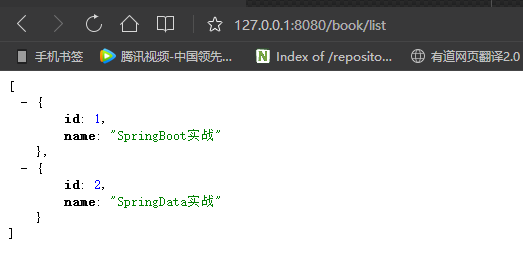 127.0.0.1:8080/book/list
手机书签 腾讯视频-中国领先... Index of /reposito... 有道网页翻译2.0
[
- {
id: 1,
name: "SpringBoot实战"
},
- {
id: 2,
name: "SpringData实战"
}
]